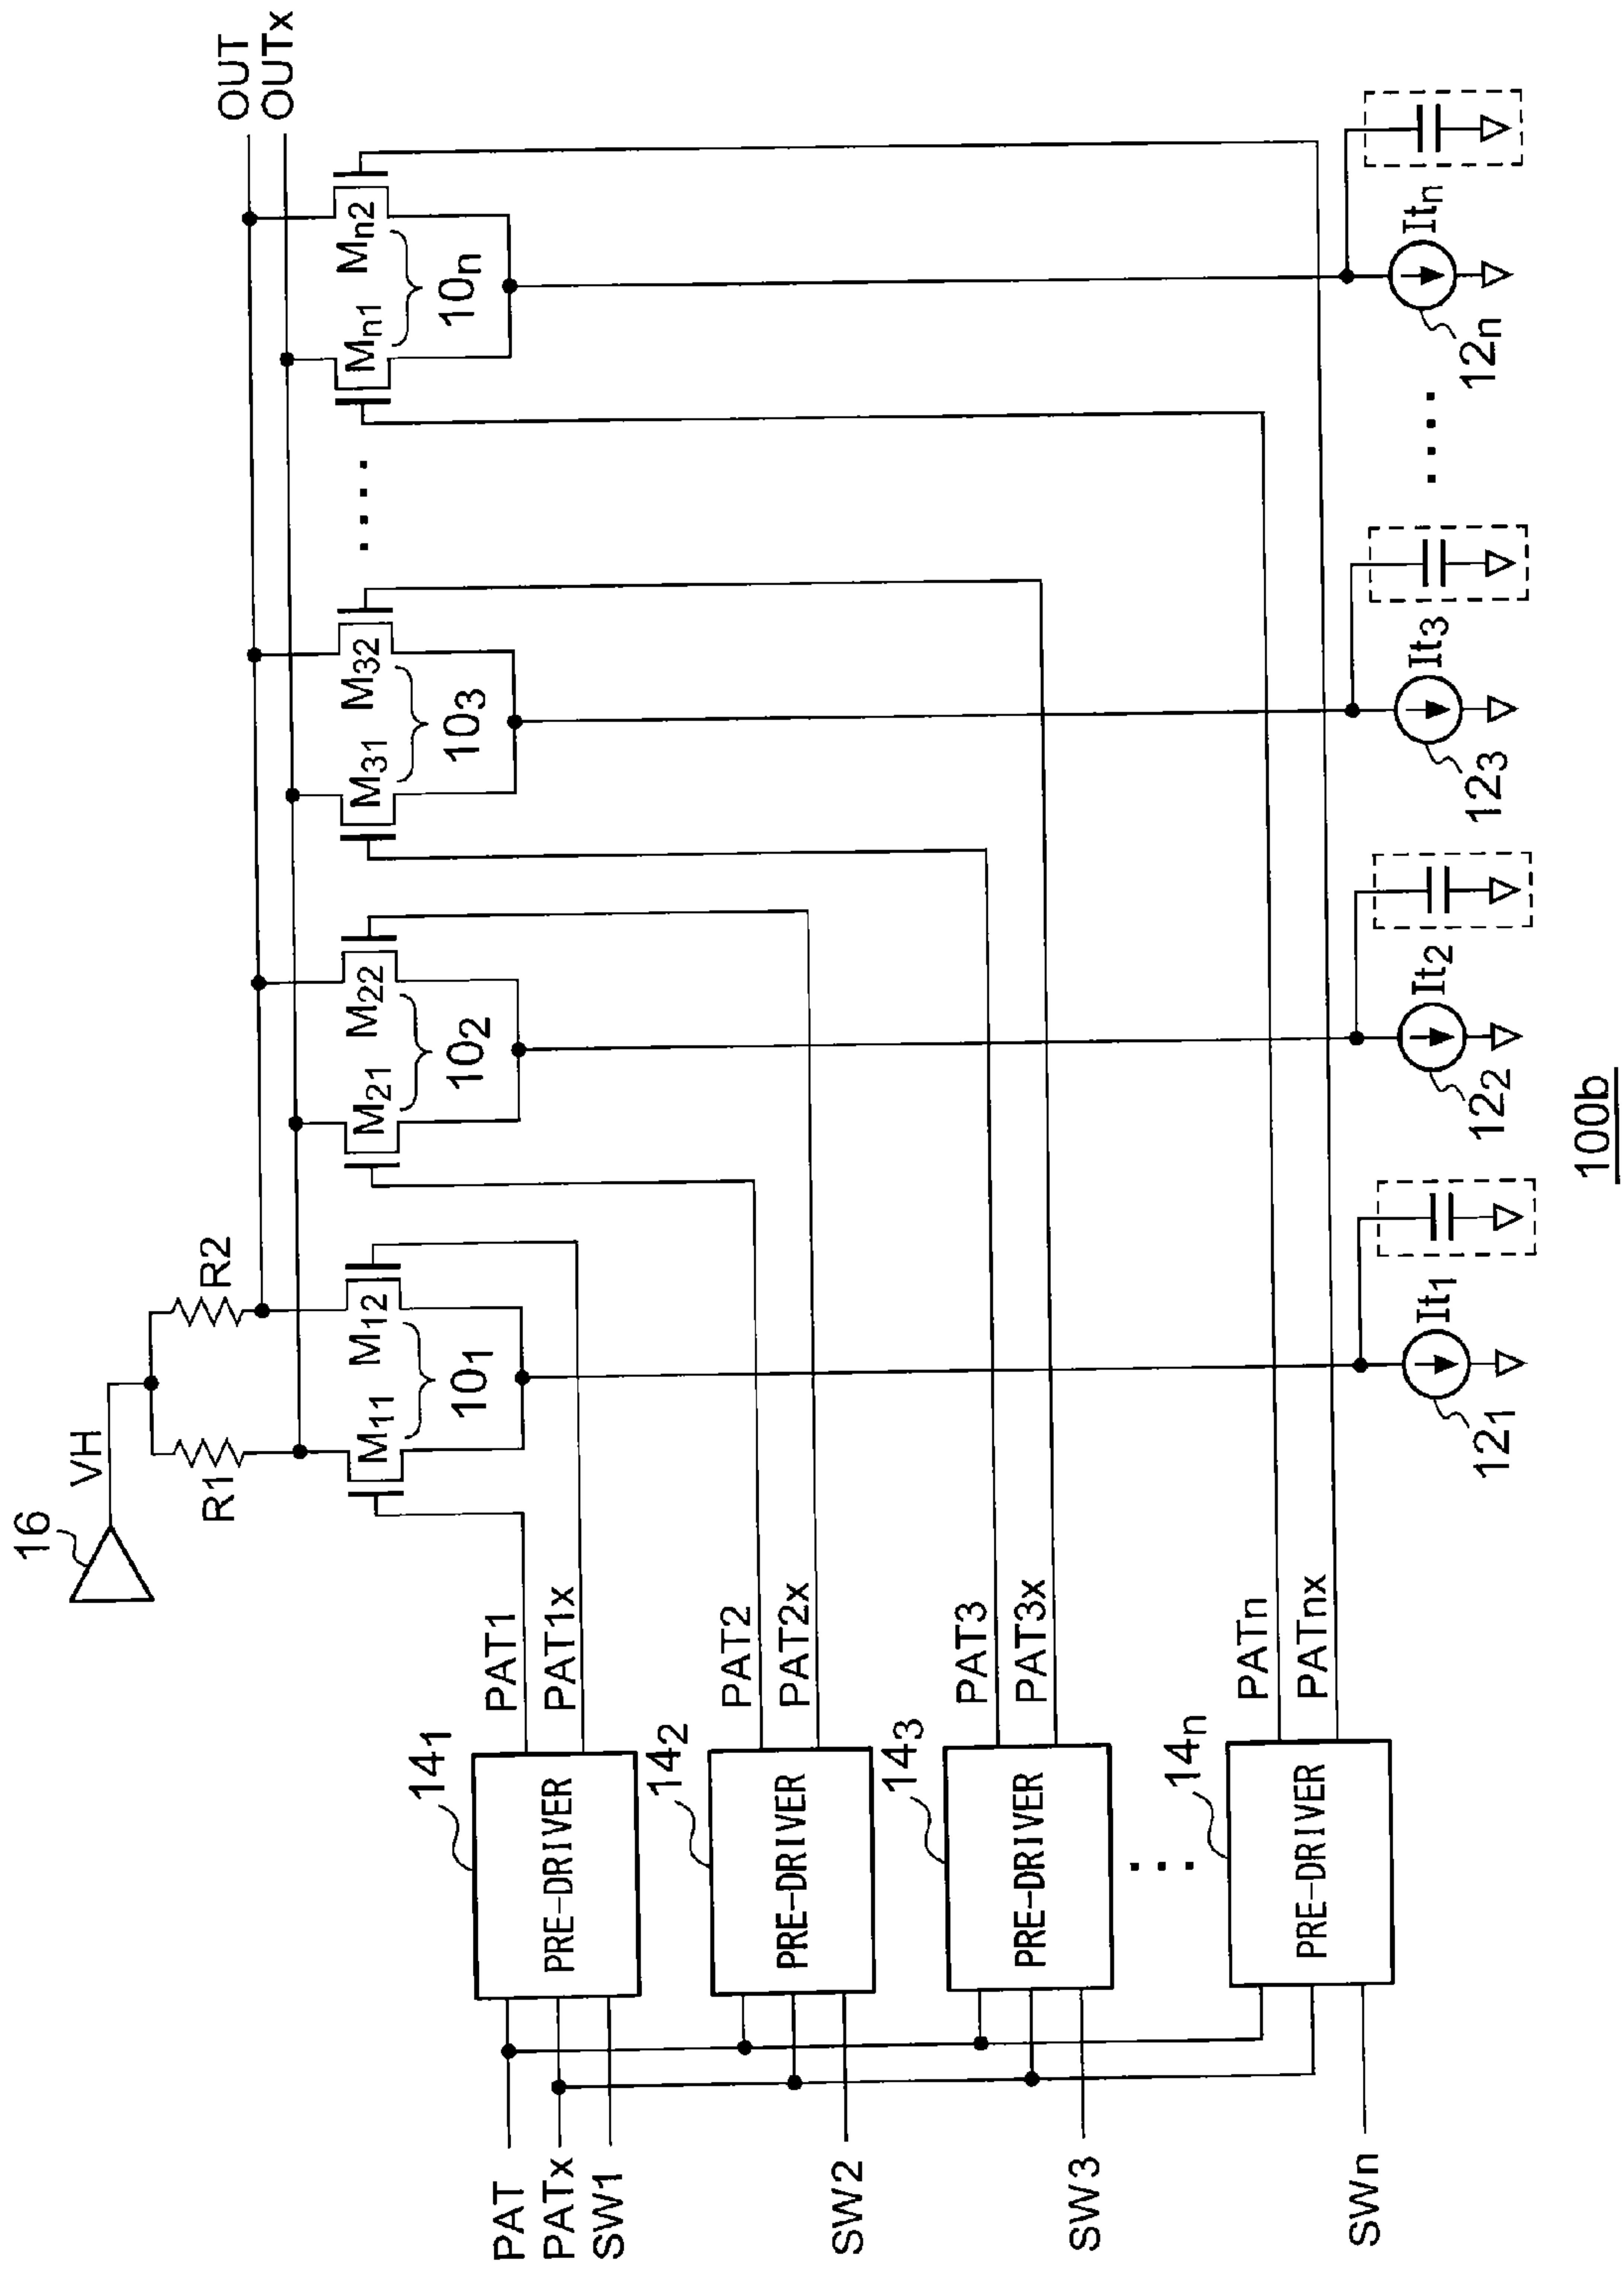 16
VH
R1
R2
OUT
OUTx
M11
M12
M21
M22
M31
M32
Mn1
Mn2
101
102
103
10n
141
PRE-DRIVER
PAT1
PAT1x
PAT
PATx
SW1
142
PRE-DRIVER
PAT2
PAT2x
SW2
143
PRE-DRIVER
PAT3
PAT3x
SW3
14n
PRE-DRIVER
PATn
PATnx
SWn
It1
It2
It3
Itn
121
122
123
12n
100b